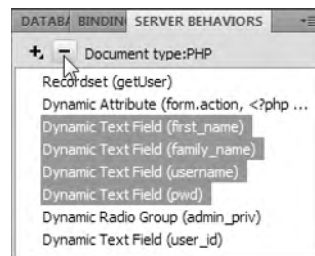 DATABA BINDIN SERVER BEHAVIORS
Document type:PHP
Recordset (getUser)
Dynamic Attribute (form.action, <?php ...
Dynamic Text Field (first_name)
Dynamic Text Field (family_name)
Dynamic Text Field (username)
Dynamic Text Field (pwd)
Dynamic Radio Group (admin_priv)
Dynamic Text Field (user_id)